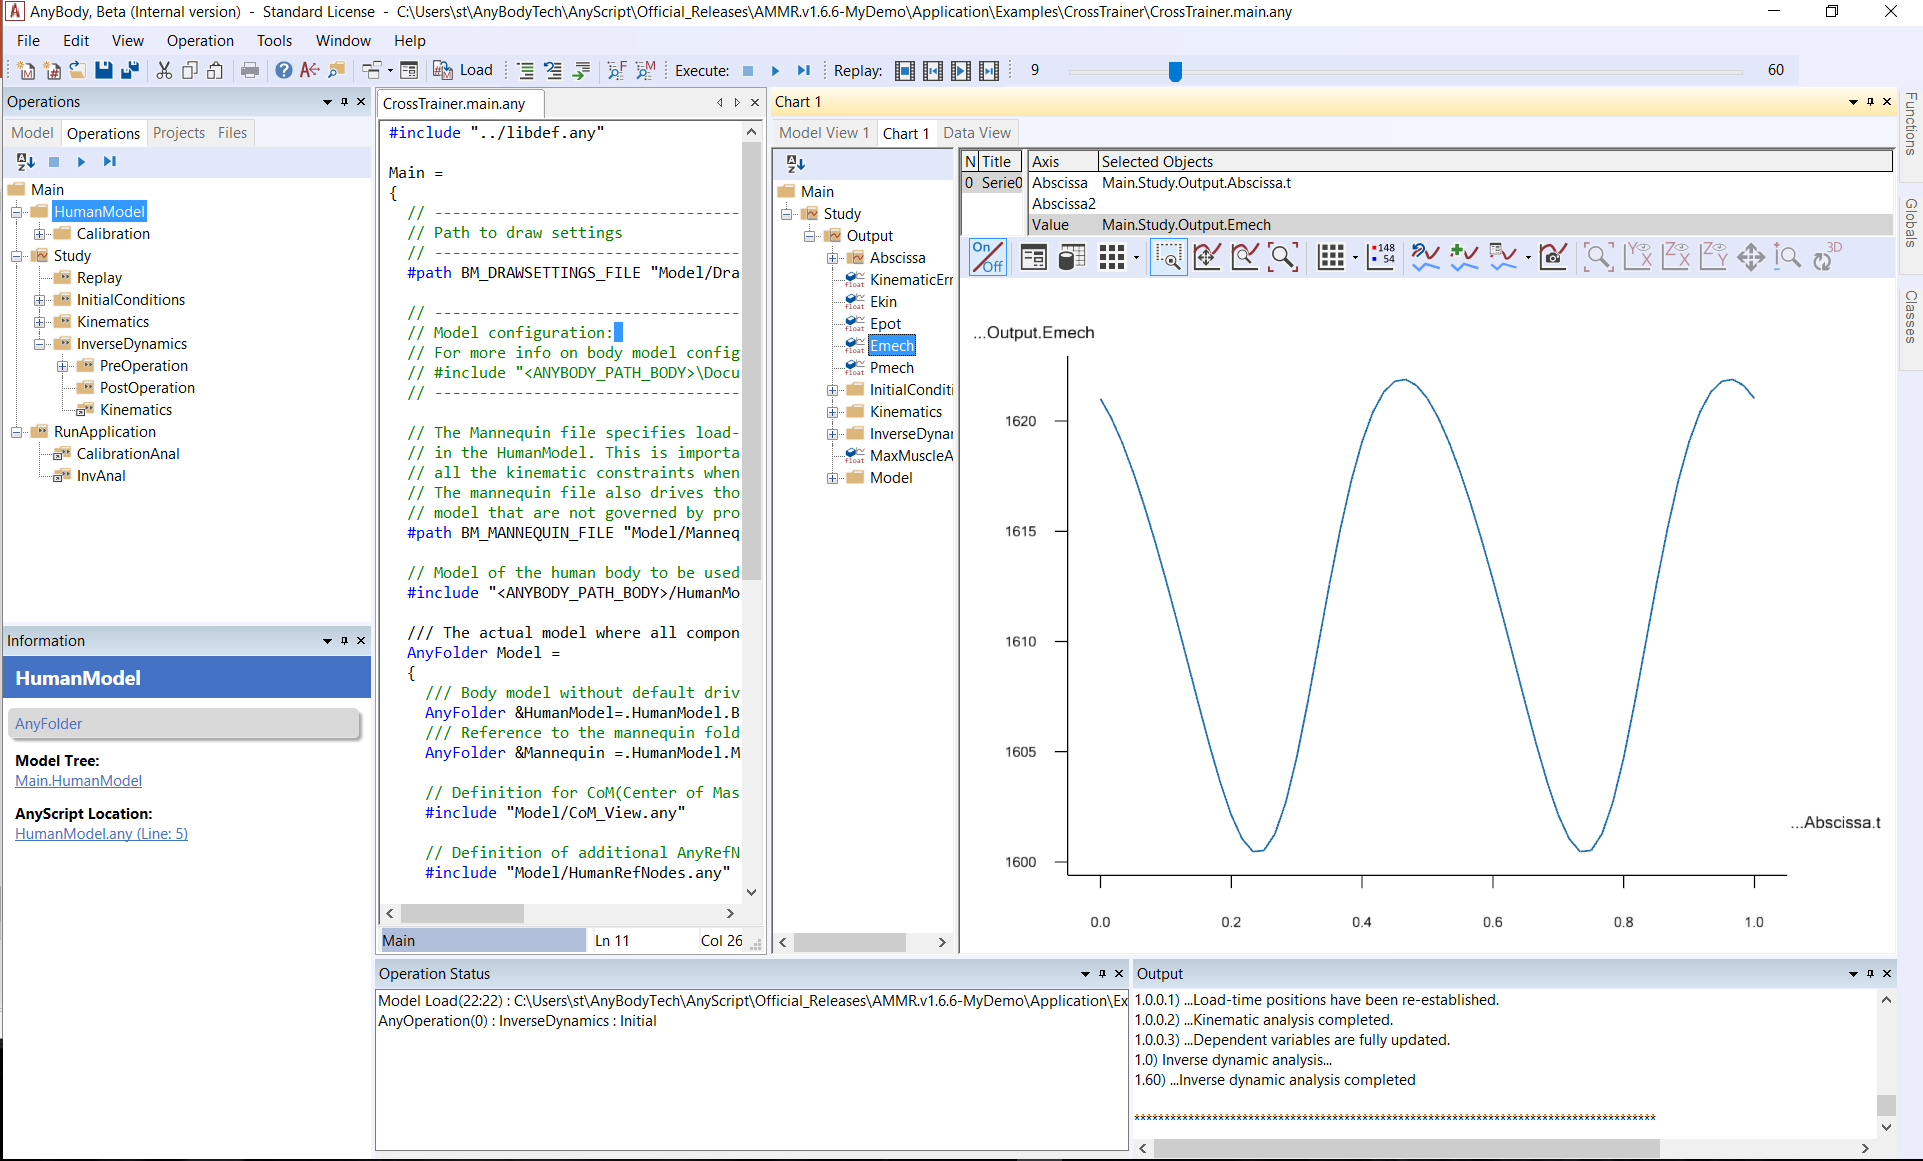 AnyBody, Beta (Internal version)  -  Standard License  -  C:\Users\st\AnyBodyTech\AnyScript\Official_Releases\AMMR.v1.6.6-MyDemo\Application\Examples\CrossTrainer\CrossTrainer.main.any
File Edit View Operation Tools Window Help
Load Execute: Replay: 9 60
Operations
Model Operations Projects Files
Main
HumanModel
Calibration
Study
Replay
InitialConditions
Kinematics
InverseDynamics
PreOperation
PostOperation
Kinematics
RunApplication
CalibrationAnal
InvAnal
Information
HumanModel
AnyFolder
Model Tree:
Main.HumanModel
AnyScript Location:
HumanModel.any (Line: 5)
CrossTrainer.main.any
#include "../libdef.any"
Main =
{
// ----------------------------------
// Path to draw settings
// ----------------------------------
#path BM_DRAWSETTINGS_FILE "Model/Dra
// ----------------------------------
// Model configuration:
// For more info on body model config
// #include "<ANYBODY_PATH_BODY>\Docu
// ----------------------------------
// The Mannequin file specifies load-
// in the HumanModel. This is importa
// all the kinematic constraints when
// The mannequin file also drives tho
// model that are not governed by pro
#path BM_MANNEQUIN_FILE "Model/Manneq
// Model of the human body to be used
#include "<ANYBODY_PATH_BODY>/HumanMo
/// The actual model where all compon
AnyFolder Model =
{
/// Body model without default driv
AnyFolder &HumanModel=.HumanModel.B
/// Reference to the mannequin fold
AnyFolder &Mannequin =.HumanModel.M
// Definition for CoM(Center of Mas
#include "Model/CoM_View.any"
// Definition of additional AnyRefN
#include "Model/HumanRefNodes.any"
Main Ln 11 Col 26
Chart 1
Model View 1 Chart 1 Data View
Main
Study
Output
Abscissa
KinematicErr
Ekin
Epot
Emech
Pmech
InitialConditi
Kinematics
InverseDynar
MaxMuscleA
Model
float
float
float
float
float
float
N Title Axis Selected Objects
0 Serie0 Abscissa Main.Study.Output.Abscissa.t
Abscissa2
Value Main.Study.Output.Emech
On/Off 148 54 YX ZX ZY 3D
...Output.Emech
1620
1615
1610
1605
1600
...Abscissa.t
0.0 0.2 0.4 0.6 0.8 1.0
Functions
Globals
Classes
Operation Status
Model Load(22:22) : C:\Users\st\AnyBodyTech\AnyScript\Official_Releases\AMMR.v1.6.6-MyDemo\Application\Ex
AnyOperation(0) : InverseDynamics : Initial
Output
1.0.0.1) ...Load-time positions have been re-established.
1.0.0.2) ...Kinematic analysis completed.
1.0.0.3) ...Dependent variables are fully updated.
1.0) Inverse dynamic analysis...
1.60) ...Inverse dynamic analysis completed